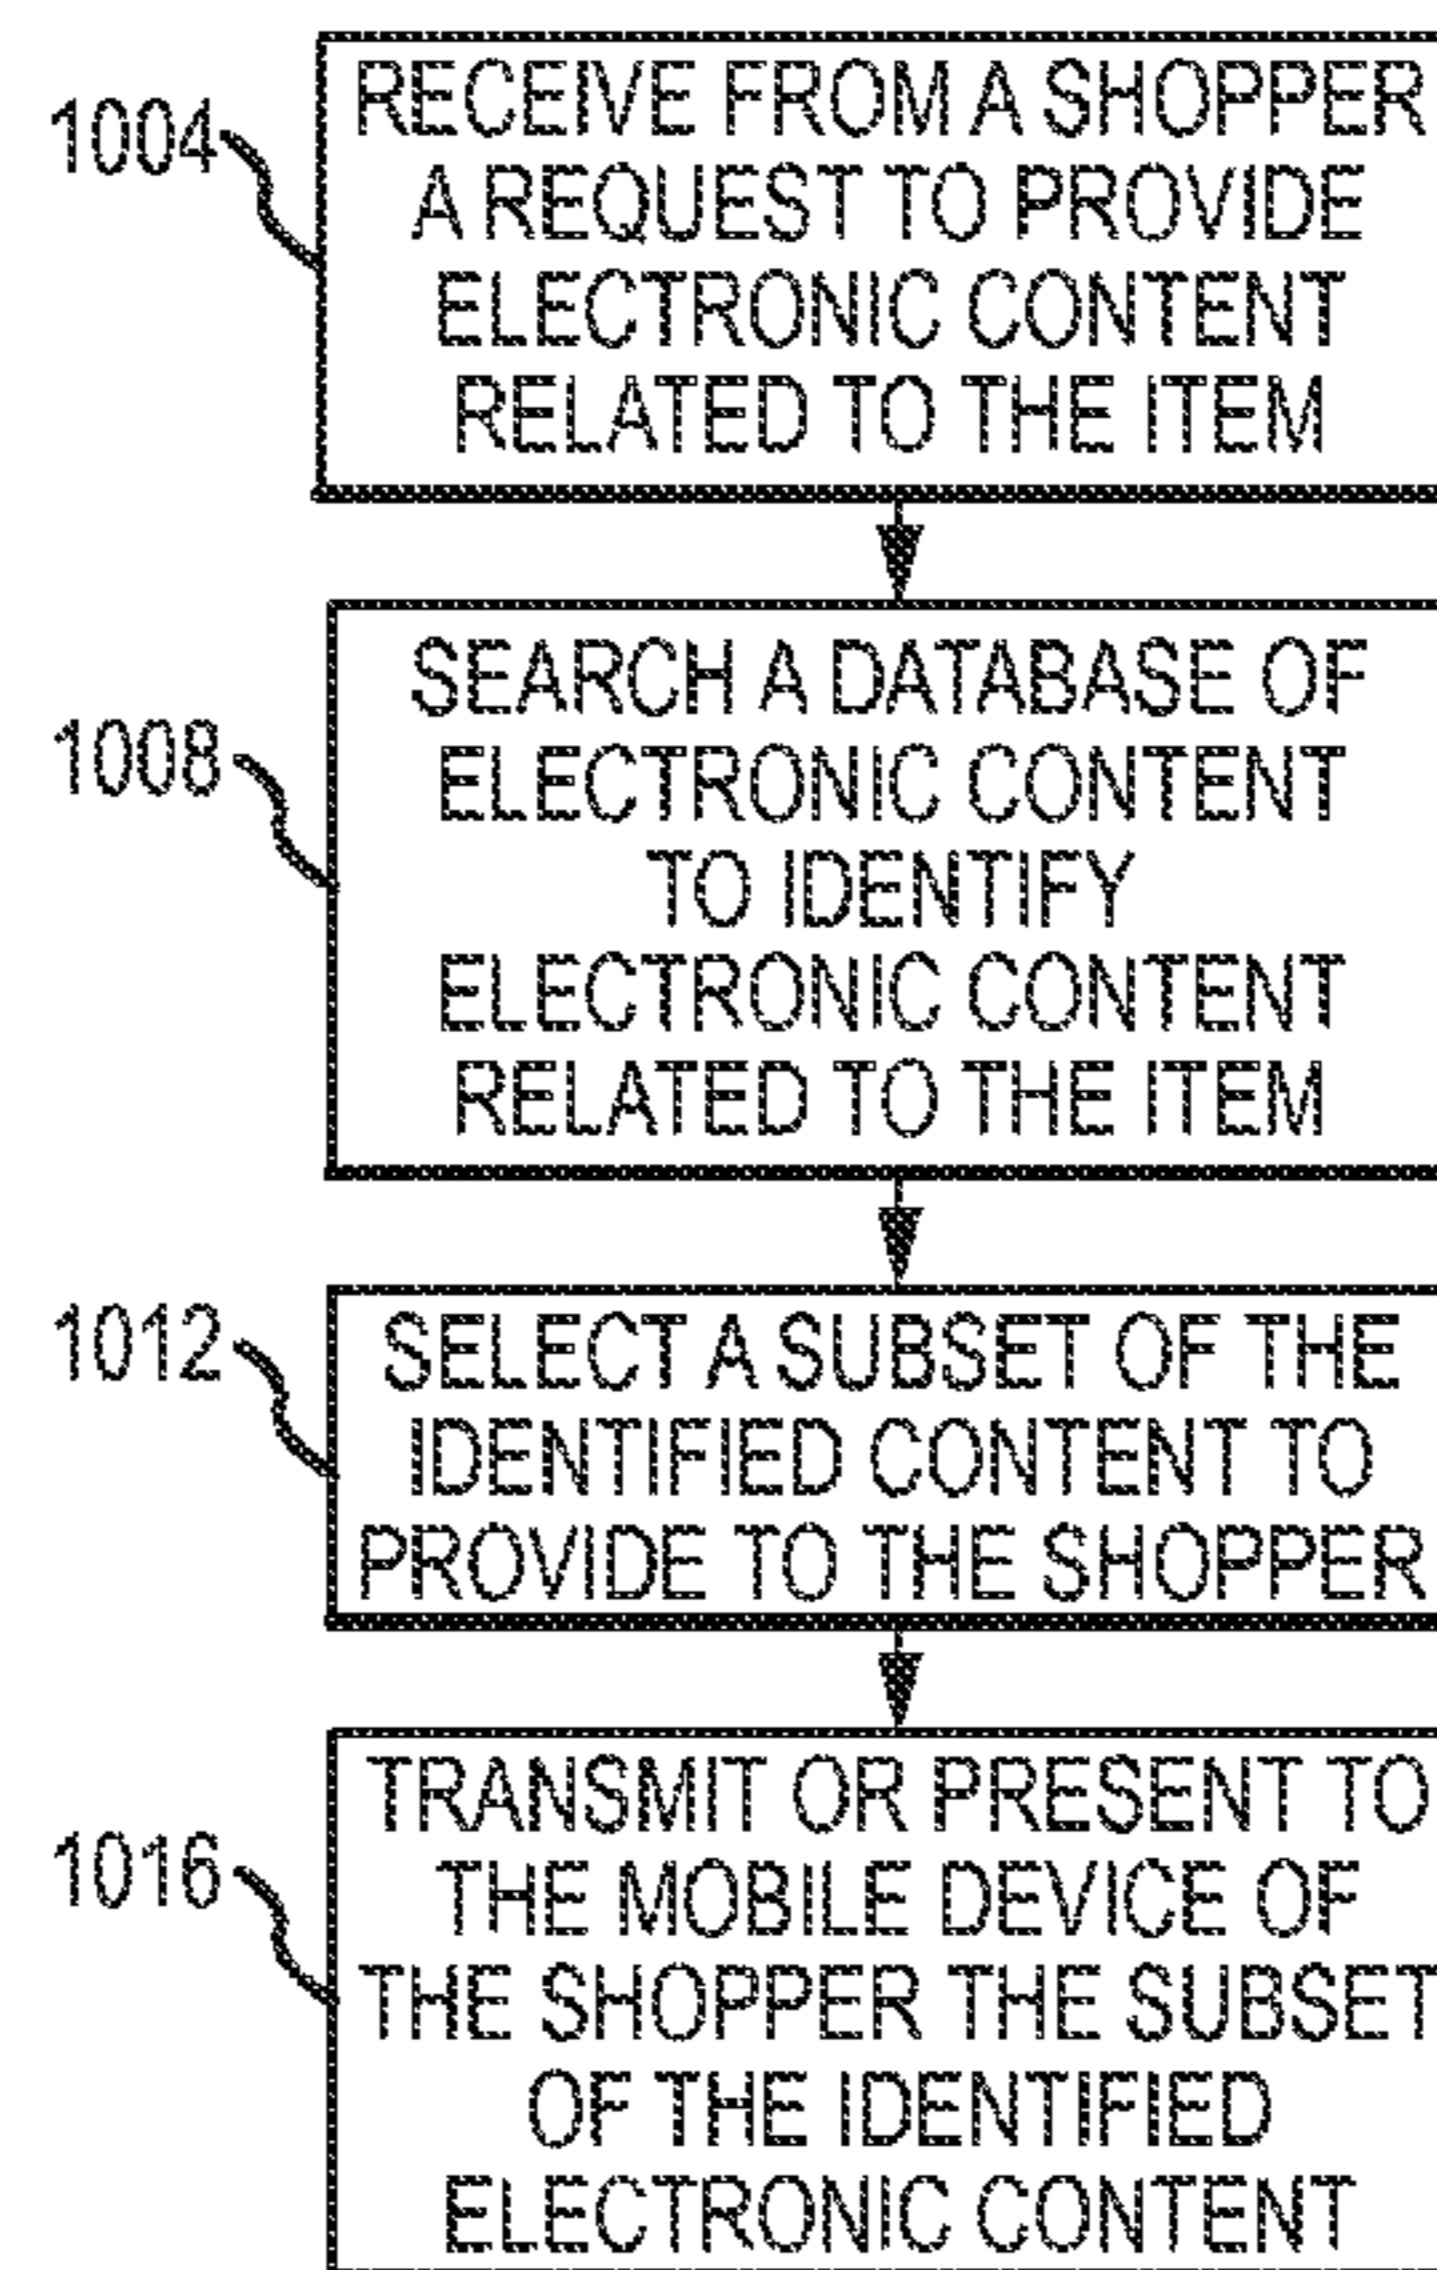 1004
RECEIVE FROM A SHOPPER
A REQUEST TO PROVIDE
ELECTRONIC CONTENT
RELATED TO THE ITEM
1008
SEARCH A DATABASE OF
ELECTRONIC CONTENT
TO IDENTIFY
ELECTRONIC CONTENT
RELATED TO THE ITEM
1012
SELECT A SUBSET OF THE
IDENTIFIED CONTENT TO
PROVIDE TO THE SHOPPER
1016
TRANSMIT OR PRESENT TO
THE MOBILE DEVICE OF
THE SHOPPER THE SUBSET
OF THE IDENTIFIED
ELECTRONIC CONTENT